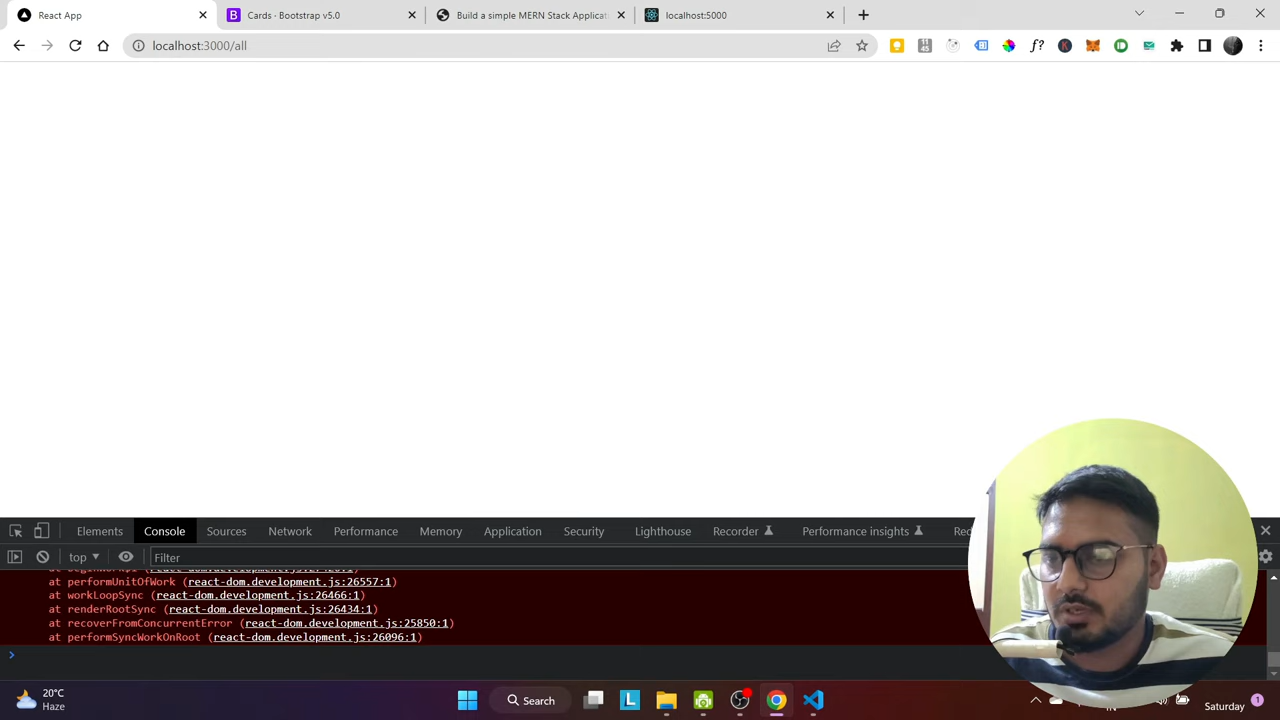 React App
Cards · Bootstrap v5.0
Build a simple MERN Stack Applicat
localhost:5000
localhost:3000/all
Elements Console Sources Network Performance Memory Application Security Lighthouse Recorder Performance insights
top Filter
at performUnitOfWork (react-dom.development.js:26557:1)
at workLoopSync (react-dom.development.js:26466:1)
at renderRootSync (react-dom.development.js:26434:1)
at recoverFromConcurrentError (react-dom.development.js:25850:1)
at performSyncWorkOnRoot (react-dom.development.js:26096:1)
20°C
Haze
Search
Saturday 1